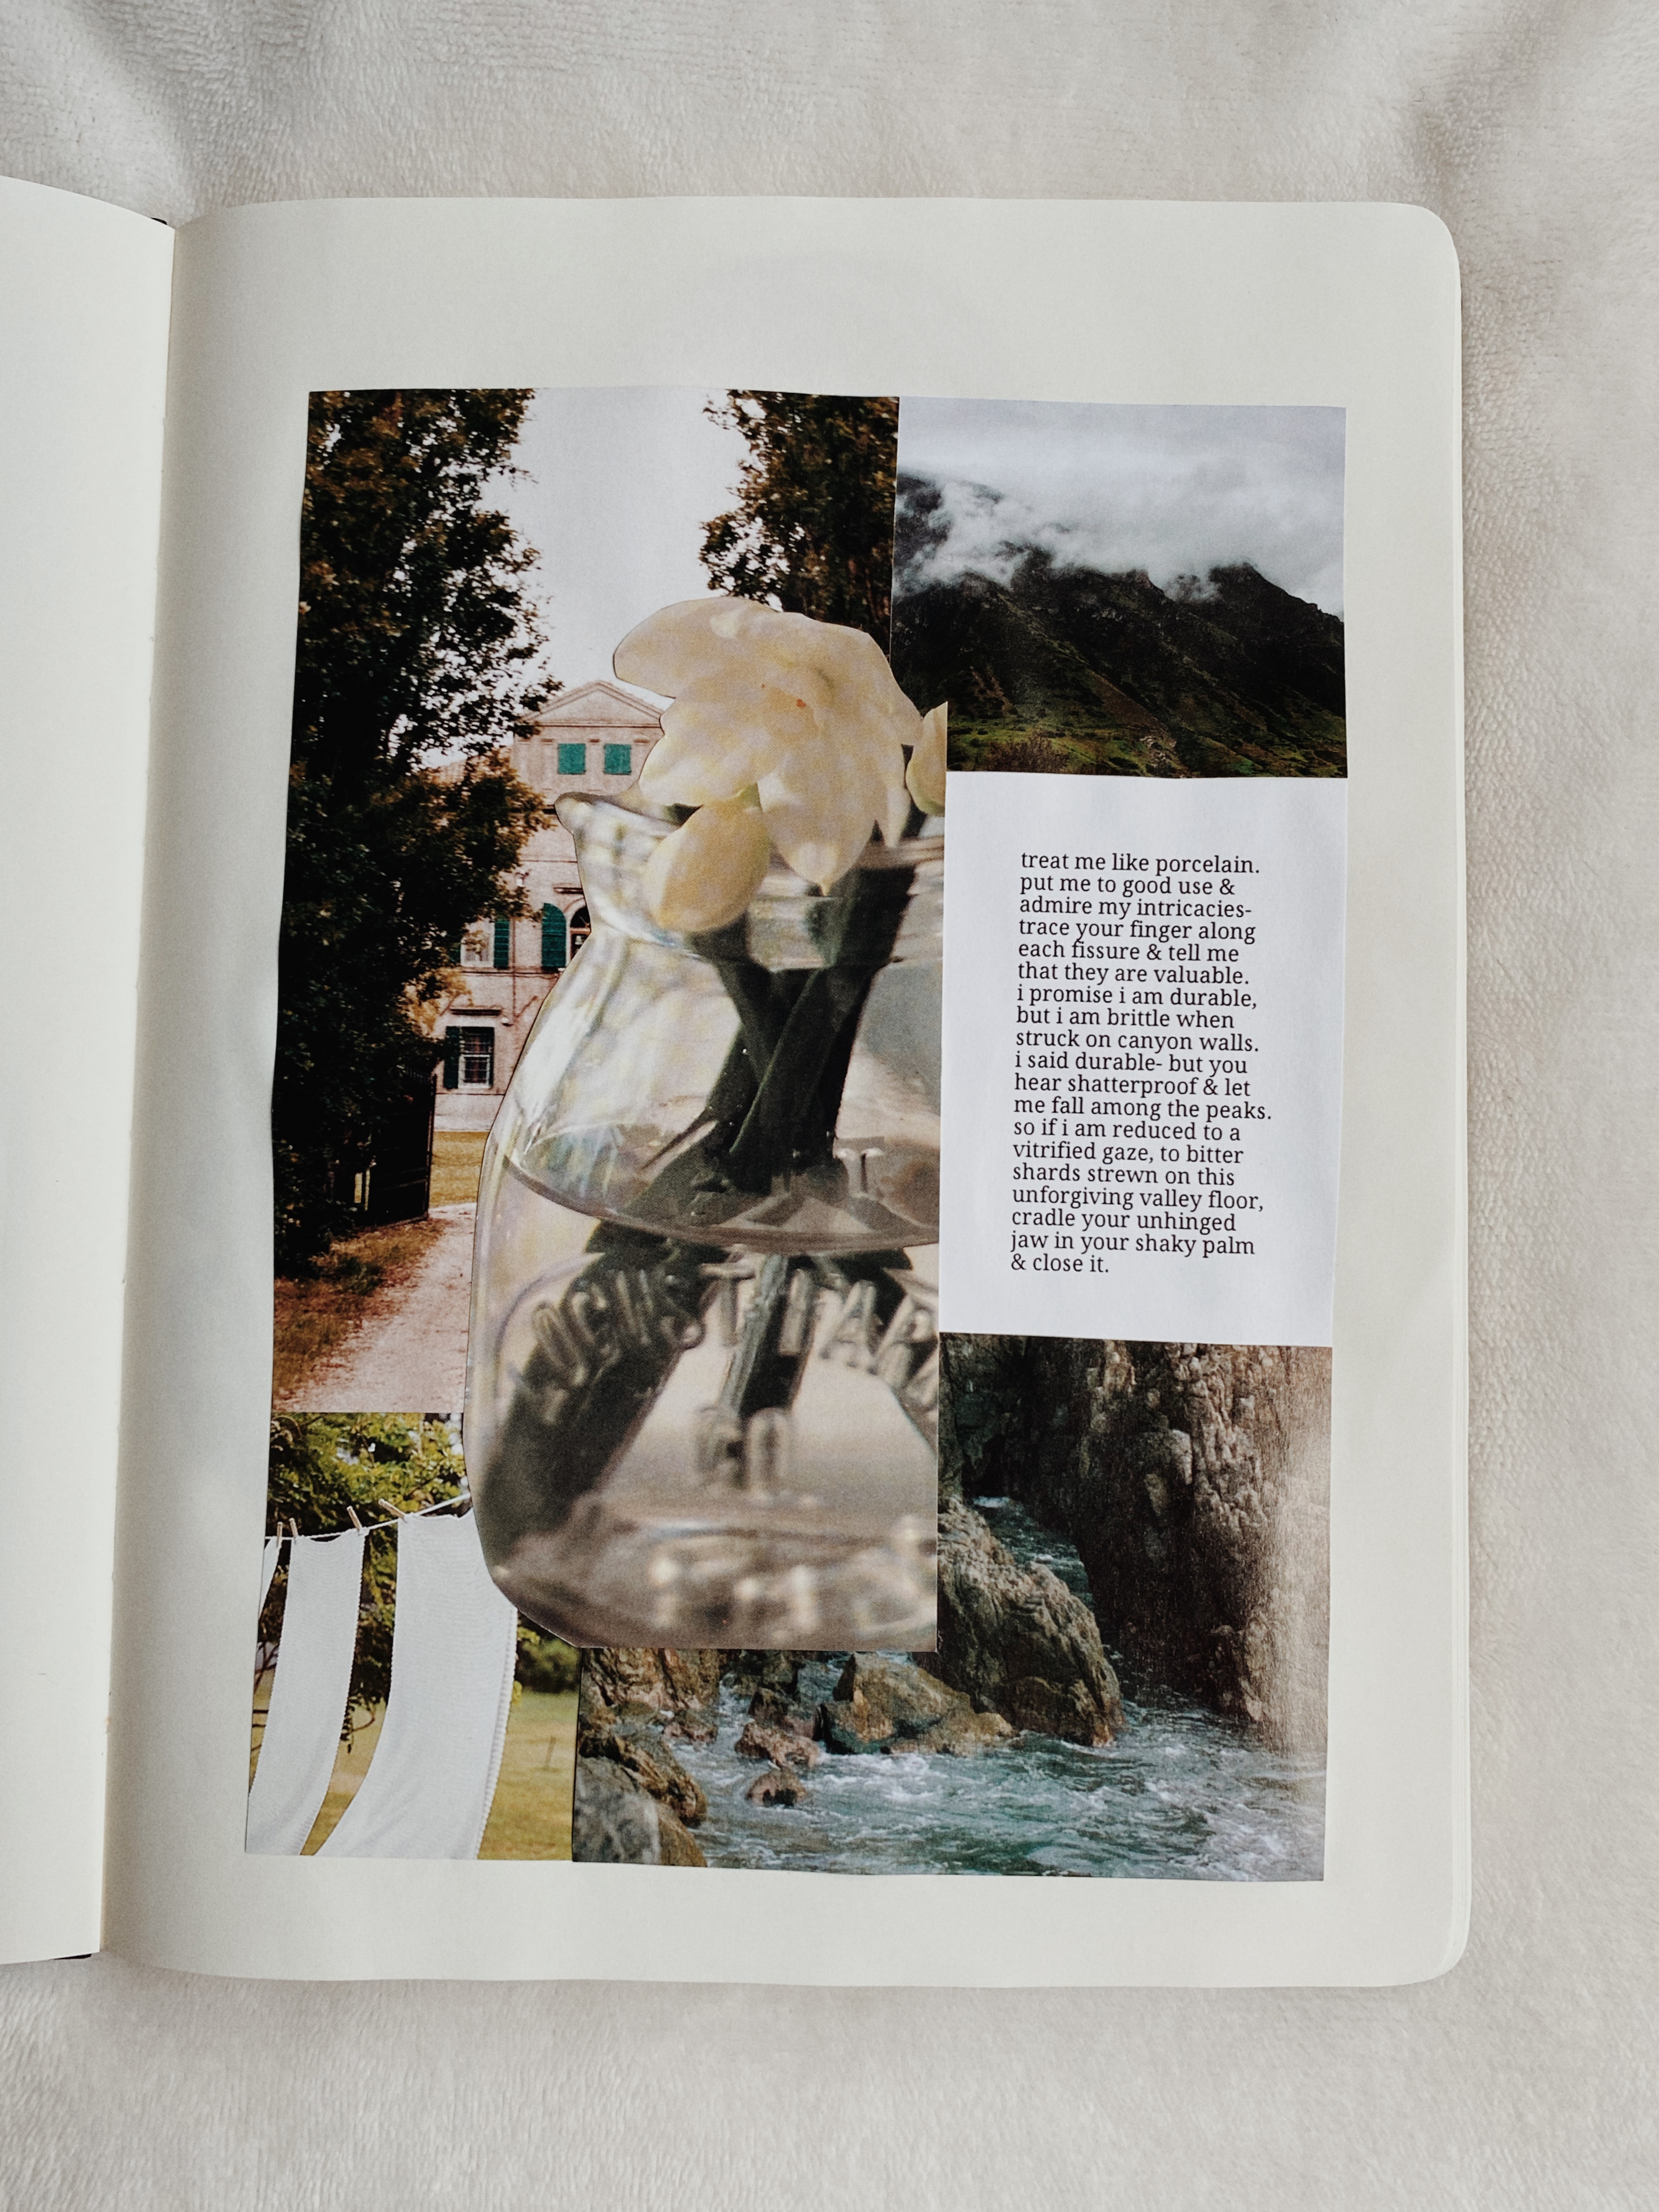 treat me like porcelain.
put me to good use &
admire my intricacies-
trace your finger along
each fissure & tell me
that they are valuable.
i promise i am durable,
but i am brittle when
struck on canyon walls.
i said durable- but you
hear shatterproof & let
me fall among the peaks.
so if i am reduced to a
vitrified gaze, to bitter
shards strewn on this
unforgiving valley floor,
cradle your unhinged
jaw in your shaky palm
& close it.